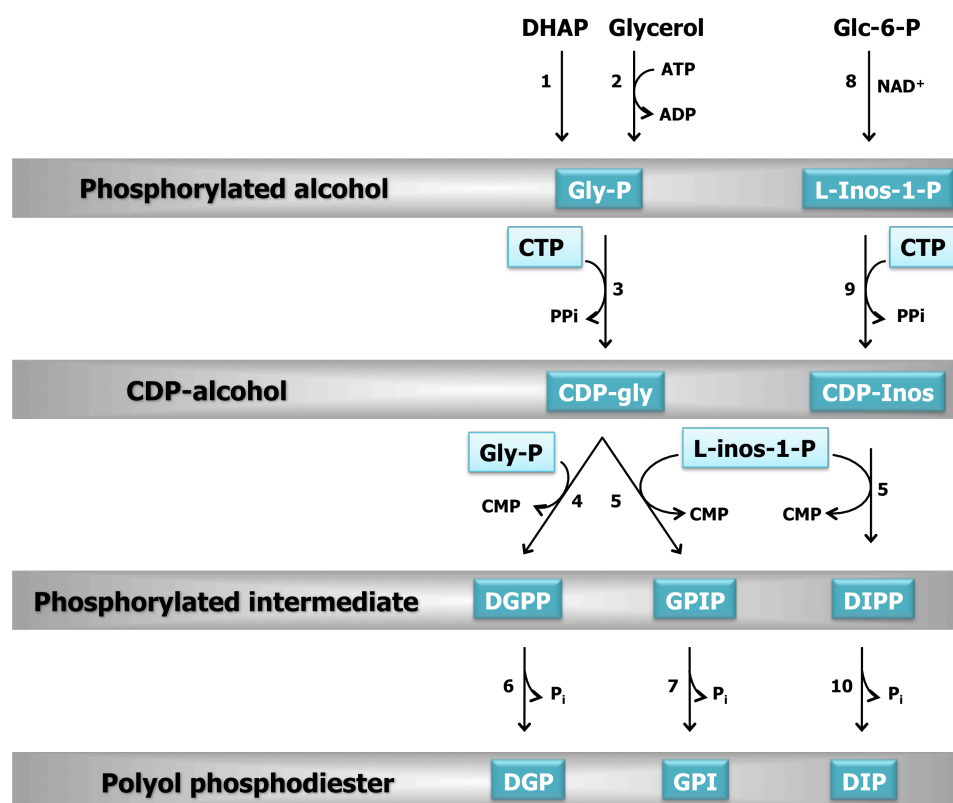 DHAP Glycerol Glc-6-P
1 2 ATP ADP 8 NAD⁺
Phosphorylated alcohol Gly-P L-Inos-1-P
CTP CTP
3 9
PPi PPi
CDP-alcohol CDP-gly CDP-Inos
Gly-P L-inos-1-P
CMP 4 5 CMP CMP 5
Phosphorylated intermediate DGPP GPIP DIPP
6 Pi 7 Pi 10 Pi
Polyol phosphodiester DGP GPI DIP